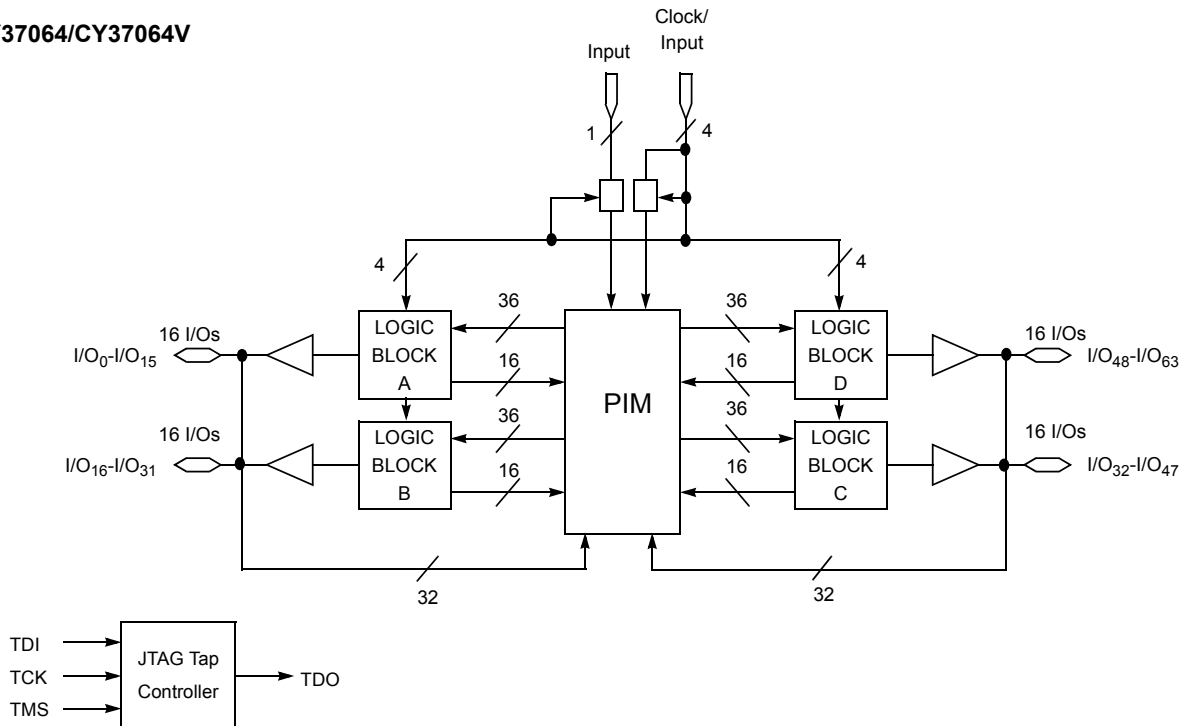 37064/CY37064V
Clock/
Input
Input
1
4
4
4
36
36
16 I/Os
LOGIC
BLOCK
A
LOGIC
BLOCK
D
16 I/Os
I/O0-I/O15
I/O48-I/O63
16
16
PIM
36
36
16 I/Os
LOGIC
BLOCK
B
LOGIC
BLOCK
C
16 I/Os
I/O16-I/O31
I/O32-I/O47
16
16
32
32
TDI
TCK
TMS
JTAG Tap
Controller
TDO